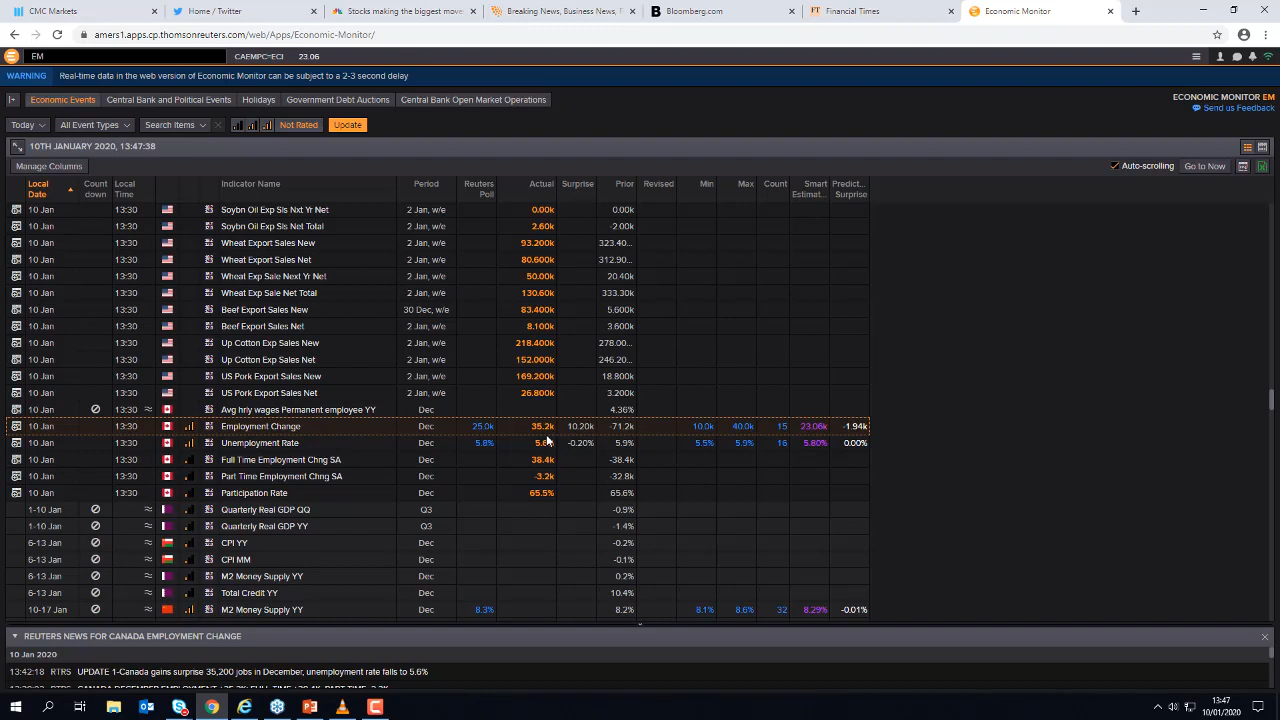 CMC Markets
Home / Twitter
Stocks making the biggest move
Breaking News, Business News, F
Bloomberg.com
Financial Times
Economic Monitor
amers1.apps.cp.thomsonreuters.com/web/Apps/Economic-Monitor/
EM CAEMPC=ECI 23.06
WARNING Real-time data in the web version of Economic Monitor can be subject to a 2-3 second delay
Economic Events Central Bank and Political Events Holidays Government Debt Auctions Central Bank Open Market Operations
ECONOMIC MONITOR EM
Send us Feedback
Today All Event Types Search Items Not Rated Update
10TH JANUARY 2020, 13:47:38
Manage Columns Auto-scrolling Go to Now
Local Date Count down Local Time Indicator Name Period Reuters Poll Actual Surprise Prior Revised Min Max Count Smart Estimat... Predict... Surprise
10 Jan 13:30 Soybn Oil Exp Sls Nxt Yr Net 2 Jan, w/e 0.00k 0.00k
10 Jan 13:30 Soybn Oil Exp Sls Net Total 2 Jan, w/e 2.60k -2.00k
10 Jan 13:30 Wheat Export Sales New 2 Jan, w/e 93.200k 323.40...
10 Jan 13:30 Wheat Export Sales Net 2 Jan, w/e 80.600k 312.90...
10 Jan 13:30 Wheat Exp Sale Next Yr Net 2 Jan, w/e 50.00k 20.40k
10 Jan 13:30 Wheat Exp Sale Net Total 2 Jan, w/e 130.60k 333.30k
10 Jan 13:30 Beef Export Sales New 30 Dec, w/e 83.400k 5.600k
10 Jan 13:30 Beef Export Sales Net 2 Jan, w/e 8.100k 3.600k
10 Jan 13:30 Up Cotton Exp Sales New 2 Jan, w/e 218.400k 278.00...
10 Jan 13:30 Up Cotton Exp Sales Net 2 Jan, w/e 152.000k 246.20...
10 Jan 13:30 US Pork Export Sales New 2 Jan, w/e 169.200k 18.800k
10 Jan 13:30 US Pork Export Sales Net 2 Jan, w/e 26.800k 3.200k
10 Jan 13:30 ≈ Avg hrly wages Permanent employee YY Dec 4.36%
10 Jan 13:30 Employment Change Dec 25.0k 35.2k 10.20k -71.2k 10.0k 40.0k 15 23.06k -1.94k
10 Jan 13:30 Unemployment Rate Dec 5.8% -0.20% 5.9% 5.5% 5.9% 16 5.80% 0.00%
10 Jan 13:30 Full Time Employment Chng SA Dec 38.4k -38.4k
10 Jan 13:30 Part Time Employment Chng SA Dec -3.2k -32.8k
10 Jan 13:30 Participation Rate Dec 65.5% 65.6%
1-10 Jan ≈ Quarterly Real GDP QQ Q3 -0.9%
1-10 Jan ≈ Quarterly Real GDP YY Q3 -1.4%
6-13 Jan ≈ CPI YY Dec -0.2%
6-13 Jan ≈ CPI MM Dec -0.1%
6-13 Jan ≈ M2 Money Supply YY Dec 0.2%
6-13 Jan ≈ Total Credit YY Dec 10.4%
10-17 Jan ≈ M2 Money Supply YY Dec 8.3% 8.2% 8.1% 8.6% 32 8.29% -0.01%
REUTERS NEWS FOR CANADA EMPLOYMENT CHANGE
10 Jan 2020
13:42:18 RTRS UPDATE 1-Canada gains surprise 35,200 jobs in December, unemployment rate falls to 5.6%
13:47
10/01/2020